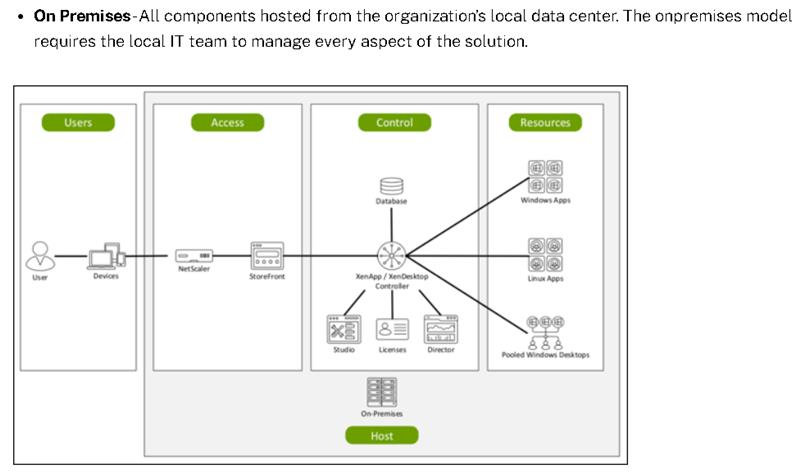 • On Premises-All components hosted from the organization's local data center. The onpremises model
requires the local IT team to manage every aspect of the solution.
Users
Access
Control
Resources
Database
Windows Apps
User
Devices
NetScaler
StoreFront
XenApp / XenDesktop
Controller
Linux Apps
Studio
Licenses
Director
Pooled Windows Desktops
On-Premises
Host